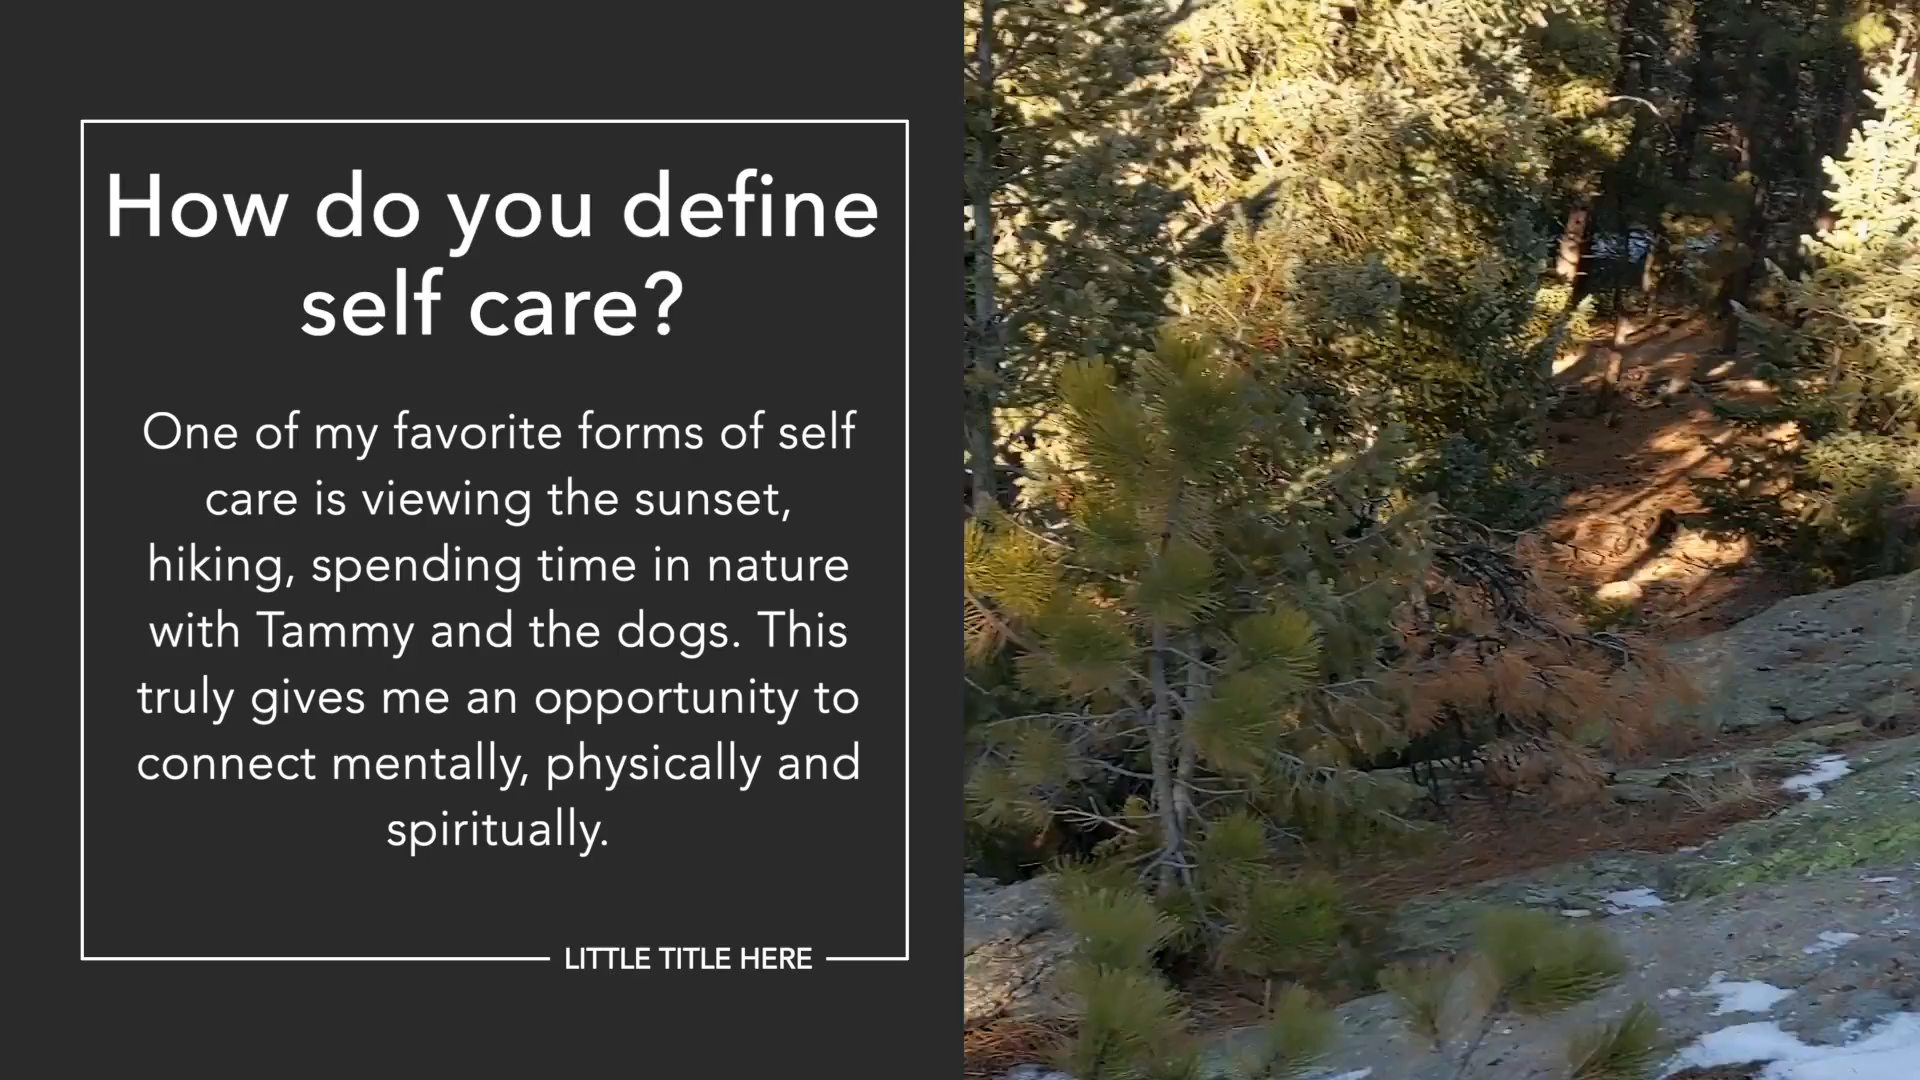 How do you define
self care?
One of my favorite forms of self
care is viewing the sunset,
hiking, spending time in nature
with Tammy and the dogs. This
truly gives me an opportunity to
connect mentally, physically and
spiritually.
LITTLE TITLE HERE